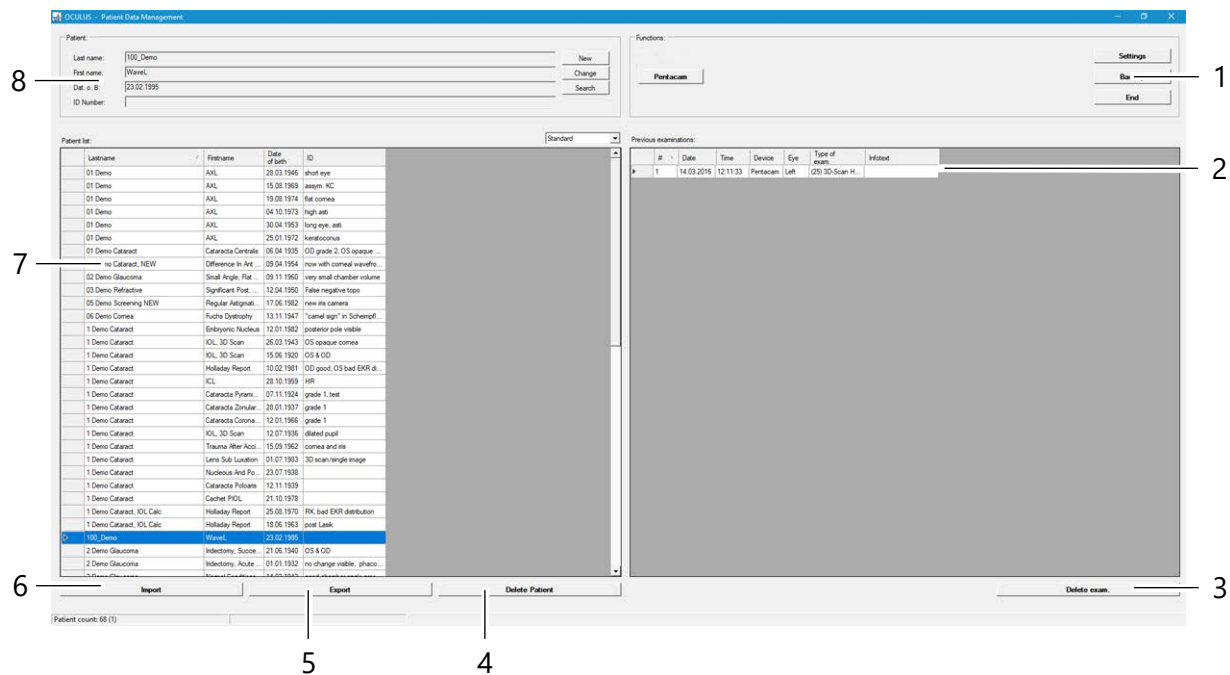 OCULUS - Patient Data Management
Patient:
Last name: 100_Demo New
First name: WaveL Change
Dat. o. B: 23.02.1995 Search
ID Number:
Functions:
Pentacam
Settings
Ba
End
1
8
Patient list: Standard
Lastname Firstname Date of birth ID
01 Demo AXL 28.03.1946 short eye
01 Demo AXL 15.08.1969 assym. KC
01 Demo AXL 19.08.1974 flat cornea
01 Demo AXL 04.10.1973 high asti
01 Demo AXL 30.04.1953 long eye, asti
01 Demo AXL 25.01.1972 keratoconus
01 Demo Cataract Cataracta Centralis 06.04.1935 OD grade 2, OS opaque ...
no Cataract, NEW Difference In Ant ... 09.04.1954 now with corneal wavefro...
02 Demo Glaucoma Small Angle, Flat ... 09.11.1960 very small chamber volume
03 Demo Refractive Significant Post. ... 12.04.1950 False negative topo
05 Demo Screening NEW Regular Astigmati... 17.06.1982 new iris camera
06 Demo Cornea Fuchs Dystrophy 13.11.1947 "camel sign" in Scheimpfl...
1 Demo Cataract Embryonic Nucleus 12.01.1982 posterior pole visible
1 Demo Cataract IOL, 3D Scan 26.03.1943 OS opaque cornea
1 Demo Cataract IOL, 3D Scan 15.06.1920 OS & OD
1 Demo Cataract Holladay Report 10.02.1981 OD good, OS bad EKR di...
1 Demo Cataract ICL 28.10.1959 HR
1 Demo Cataract Cataracta Pyrami... 07.11.1924 grade 1, test
1 Demo Cataract Cataracta Zonular... 28.01.1937 grade 1
1 Demo Cataract Cataracta Corona... 12.01.1966 grade 1
1 Demo Cataract IOL, 3D Scan 12.07.1936 dilated pupil
1 Demo Cataract Trauma After Acci... 15.09.1962 cornea and iris
1 Demo Cataract Lens Sub Luxation 01.07.1983 3D scan/single image
1 Demo Cataract Nucleous And Po... 23.07.1938
1 Demo Cataract Cataracta Polaris 12.11.1939
1 Demo Cataract Cachet PIOL 21.10.1978
1 Demo Cataract, IOL Calc Holladay Report 25.08.1970 RK, bad EKR distribution
1 Demo Cataract, IOL Calc Holladay Report 18.06.1963 post Lasik
100_Demo WaveL 23.02.1995
2 Demo Glaucoma Iridectomy, Succe... 21.06.1940 OS & OD
2 Demo Glaucoma Iridectomy, Acute ... 01.01.1932 no change visible, phaco...
7
Previous examinations:
# Date Time Device Eye Type of exam. Infotext
1 14.03.2016 12:11:33 Pentacam Left (25) 3D-Scan H...
2
6
Import Export Delete Patient Delete exam.
3
Patient count: 68 (1)
5
4